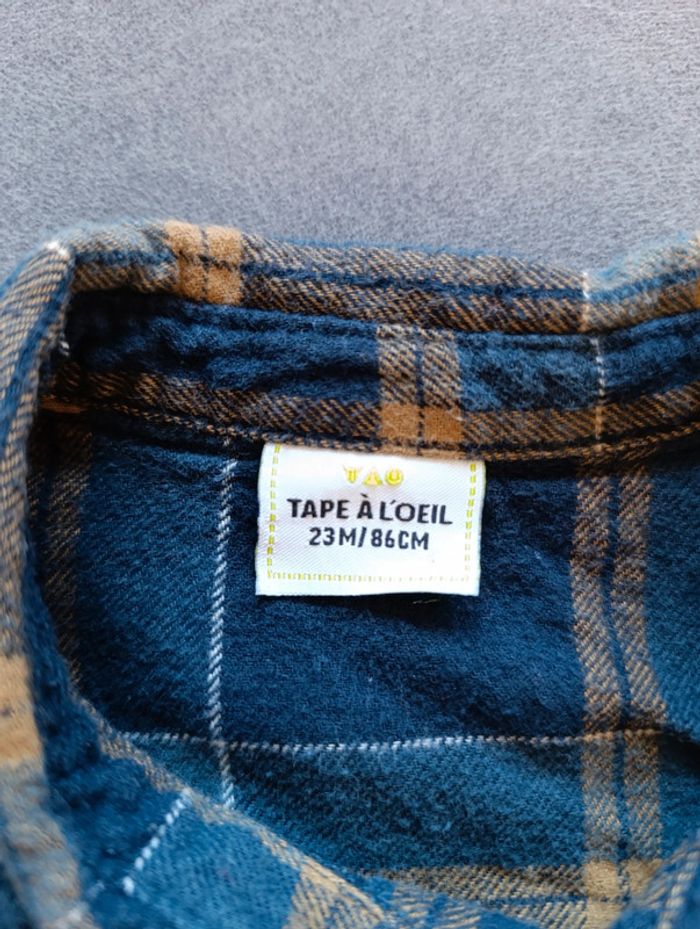 TAO
TAPE À L'OEIL
23M/86CM